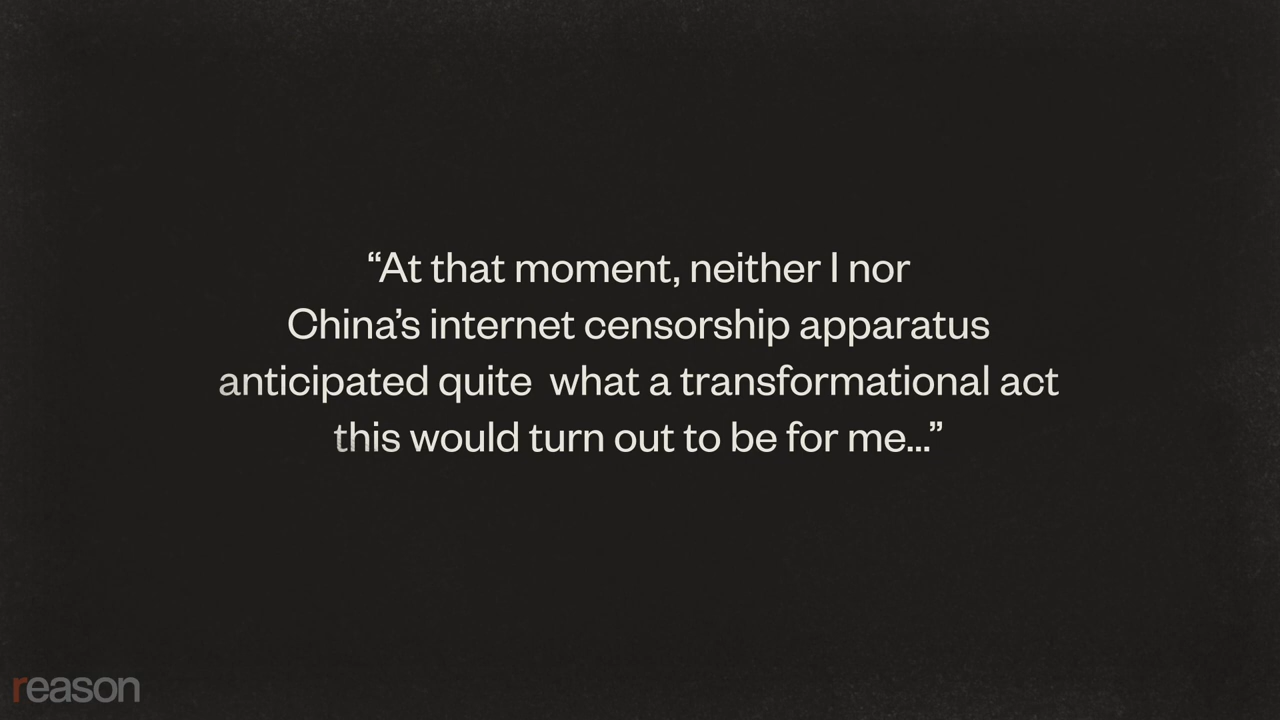 “At that moment, neither I nor
China’s internet censorship apparatus
anticipated quite  what a transformational act
this would turn out to be for me...”
reason